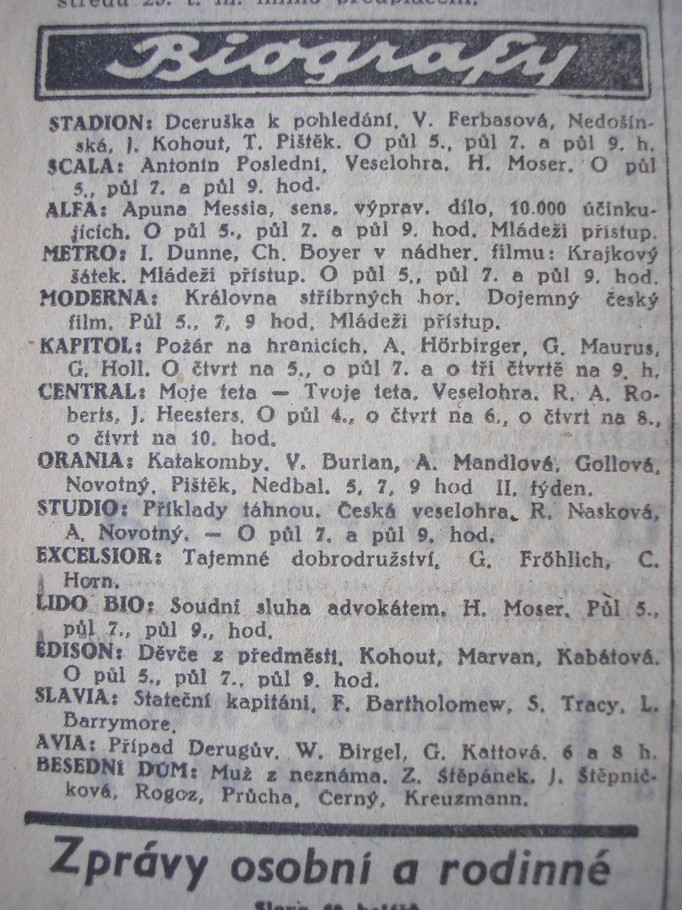 středu 29. t. m. mimo předplacení.
Biografy
STADION: Dceruška k pohledání. V. Ferbasová, Nedošín-
ská, J. Kohout, T. Pištěk. O půl 5., půl 7. a půl 9. h.
SCALA: Antonín Poslední. Veselohra. H. Moser. O půl
5., půl 7. a půl 9. hod.
ALFA: Apuna Messia, sens. výprav. dílo, 10.000 účinku-
jících. O půl 5., půl 7. a půl 9. hod. Mládeži přístup.
METRO: I. Dunne, Ch. Boyer v nádher. filmu: Krajkový
šátek. Mládeži přístup. O půl 5., půl 7. a půl 9. hod.
MODERNA: Královna stříbrných hor. Dojemný český
film. Půl 5., 7, 9 hod. Mládeži přístup.
KAPITOL: Požár na hranicích. A. Hörbirger, G. Maurus,
G. Holl. O čtvrt na 5., o půl 7. a o tři čtvrtě na 9. h.
CENTRAL: Moje teta — Tvoje teta. Veselohra. R. A. Ro-
berts, J. Heesters. O půl 4., o čtvrt na 6., o čtvrt na 8.,
o čtvrt na 10. hod.
ORANIA: Katakomby. V. Burian, A. Mandlová, Gollová,
Novotný, Pištěk, Nedbal. 5, 7, 9 hod II. týden.
STUDIO: Příklady táhnou. Česká veselohra. R. Nasková,
A. Novotný. — O půl 7. a půl 9. hod.
EXCELSIOR: Tajemné dobrodružství. G. Fröhlich, C.
Horn.
LIDO BIO: Soudní sluha advokátem. H. Moser. Půl 5.,
půl 7., půl 9., hod.
EDISON: Děvče z předměstí. Kohout, Marvan, Kabátová.
O půl 5., půl 7., půl 9. hod.
SLAVIA: Stateční kapitáni. F. Bartholomew, S. Tracy, L.
Barrymore.
AVIA: Případ Derugův. W. Birgel, G. Kattová. 6 a 8 h.
BESEDNÍ DUM: Muž z neznáma. Z. Štěpánek, J. Štěpnič-
ková, Rogoz, Průcha, Černý, Kreuzmann.
Zprávy osobní a rodinné